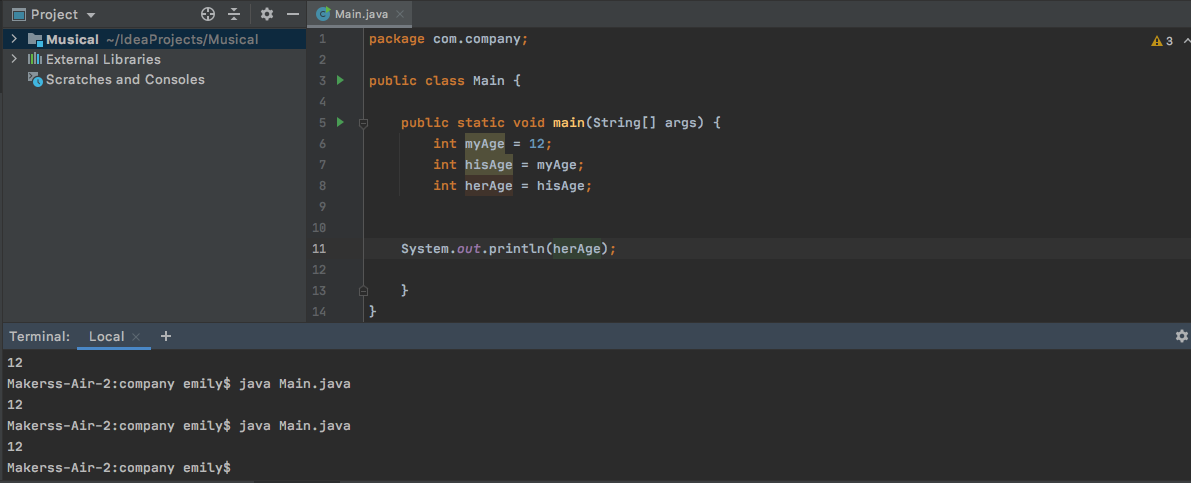 Project
Musical ~/IdeaProjects/Musical
External Libraries
Scratches and Consoles
Main.java
3
1 package com.company;
2
3 public class Main {
4
5 public static void main(String[] args) {
6 int myAge = 12;
7 int hisAge = myAge;
8 int herAge = hisAge;
9
10
11 System.out.println(herAge);
12
13 }
14 }
Terminal: Local +
12
Makerss-Air-2:company emily$ java Main.java
12
Makerss-Air-2:company emily$ java Main.java
12
Makerss-Air-2:company emily$